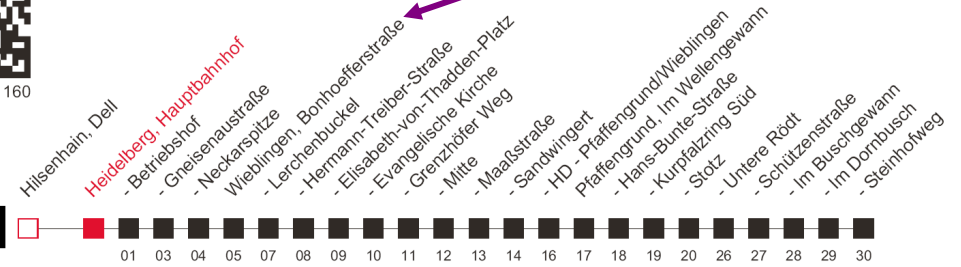 160
Hilsenhain, Dell
Heidelberg, Hauptbahnhof
- Betriebshof
- Gneisenaustraße
- Neckarspitze
Wieblingen, Bonhoefferstraße
- Lerchenbuckel
- Hermann-Treiber-Straße
- Elisabeth-von-Thadden-Platz
- Evangelische Kirche
- Grenzhöfer Weg
- Mitte
- Maaßstraße
- Sandwingert
- HD - Pfaffengrund/Wieblingen
Pfaffengrund, Im Wellengewann
- Hans-Bunte-Straße
- Kurpfalzring Süd
- Stotz
- Untere Rödt
- Schützenstraße
- Im Buschgewann
- Im Dornbusch
- Steinhofweg
01 03 04 05 07 08 09 10 11 12 13 14 16 17 18 19 20 26 27 28 29 30